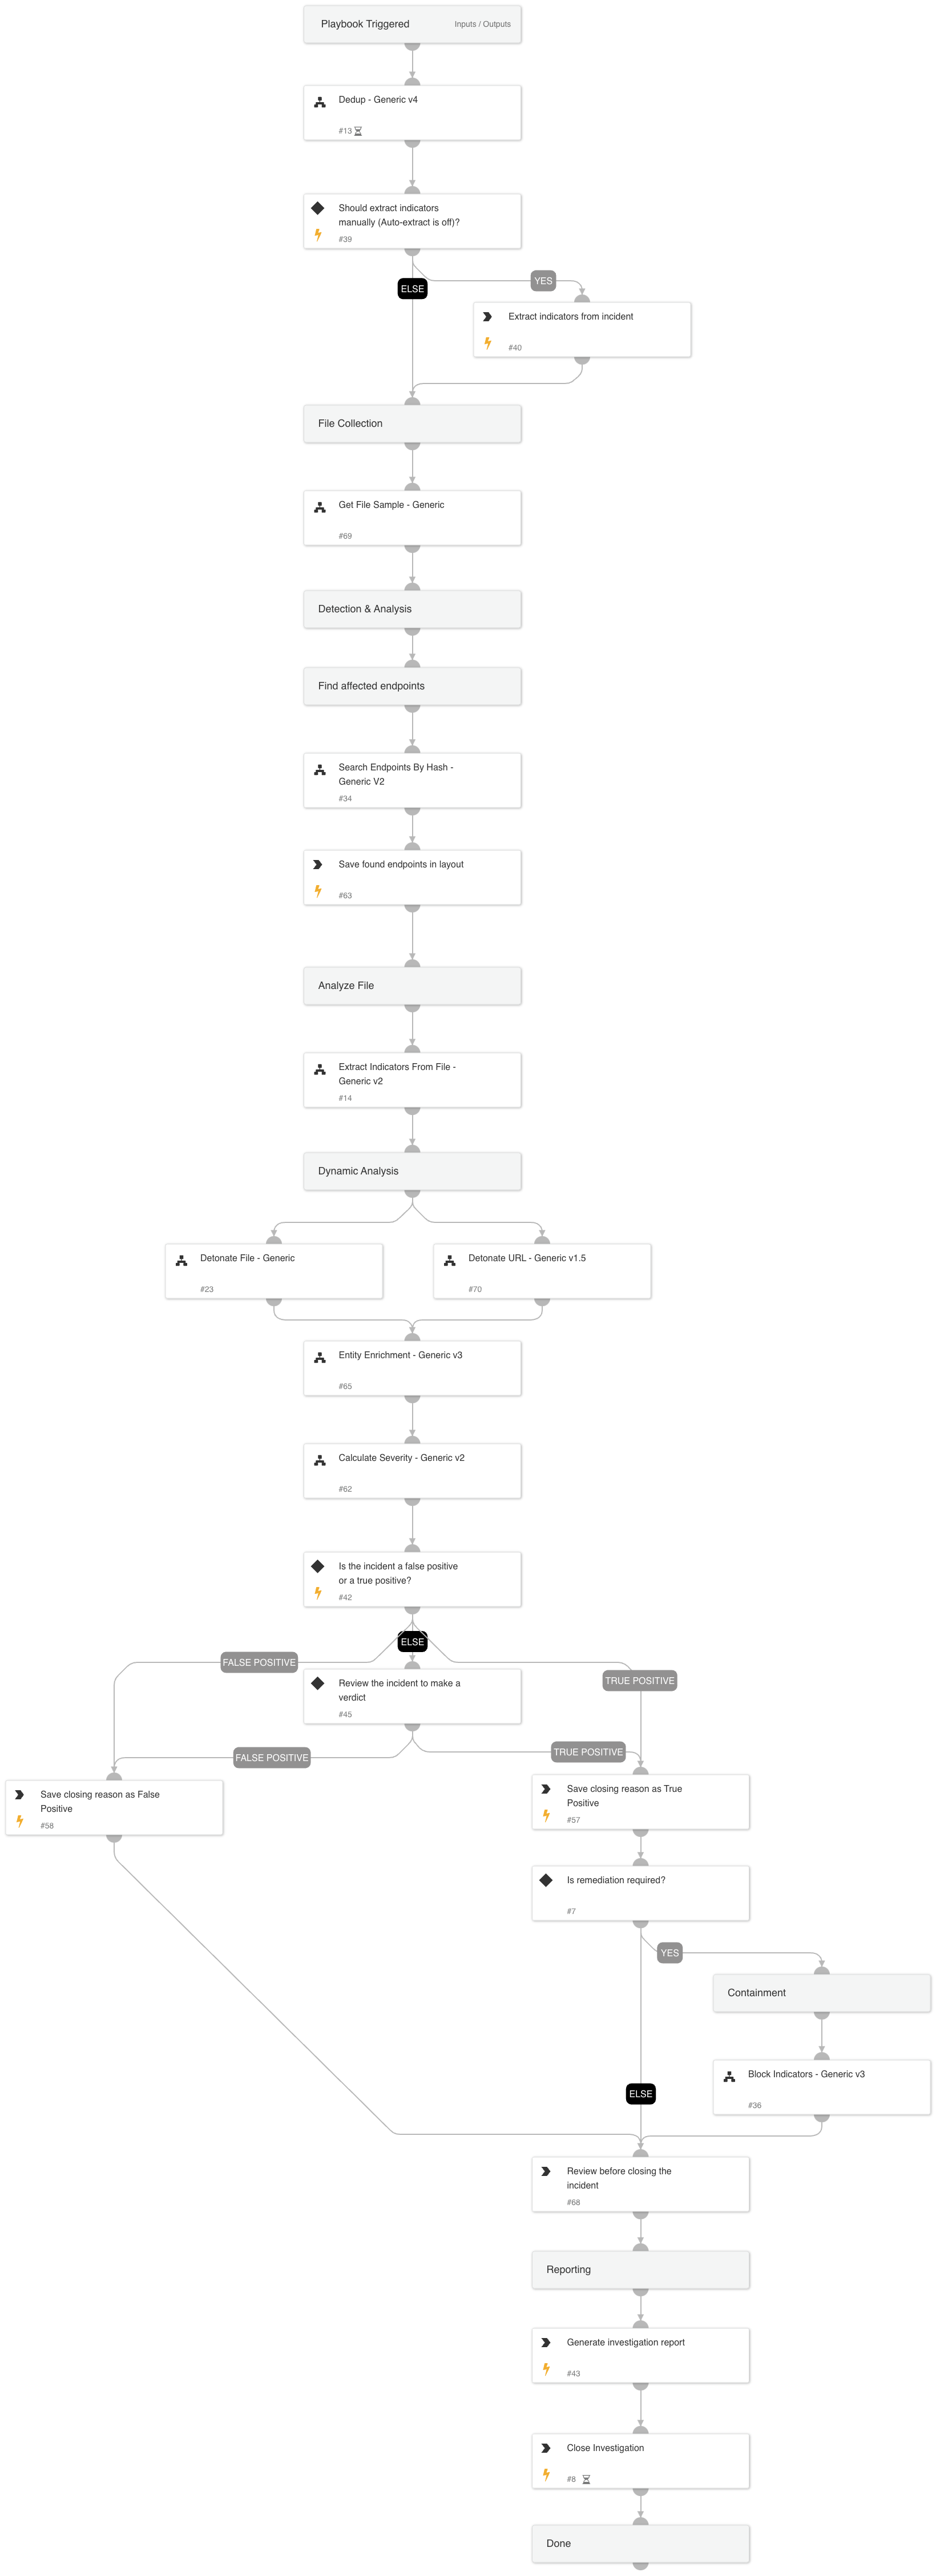 Playbook Triggered
Inputs / Outputs
Dedup - Generic v4
#13
Should extract indicators
manually (Auto-extract is off)?
#39
YES
ELSE
Extract indicators from incident
#40
File Collection
Get File Sample - Generic
#69
Detection & Analysis
Find affected endpoints
Search Endpoints By Hash -
Generic V2
#34
Save found endpoints in layout
#63
Analyze File
Extract Indicators From File -
Generic v2
#14
Dynamic Analysis
Detonate File - Generic
#23
Detonate URL - Generic v1.5
#70
Entity Enrichment - Generic v3
#65
Calculate Severity - Generic v2
#62
Is the incident a false positive
or a true positive?
#42
ELSE
FALSE POSITIVE
TRUE POSITIVE
Review the incident to make a
verdict
#45
FALSE POSITIVE
TRUE POSITIVE
Save closing reason as False
Positive
#58
Save closing reason as True
Positive
#57
Is remediation required?
#7
YES
Containment
Block Indicators - Generic v3
#36
ELSE
Review before closing the
incident
#68
Reporting
Generate investigation report
#43
Close Investigation
#8
Done